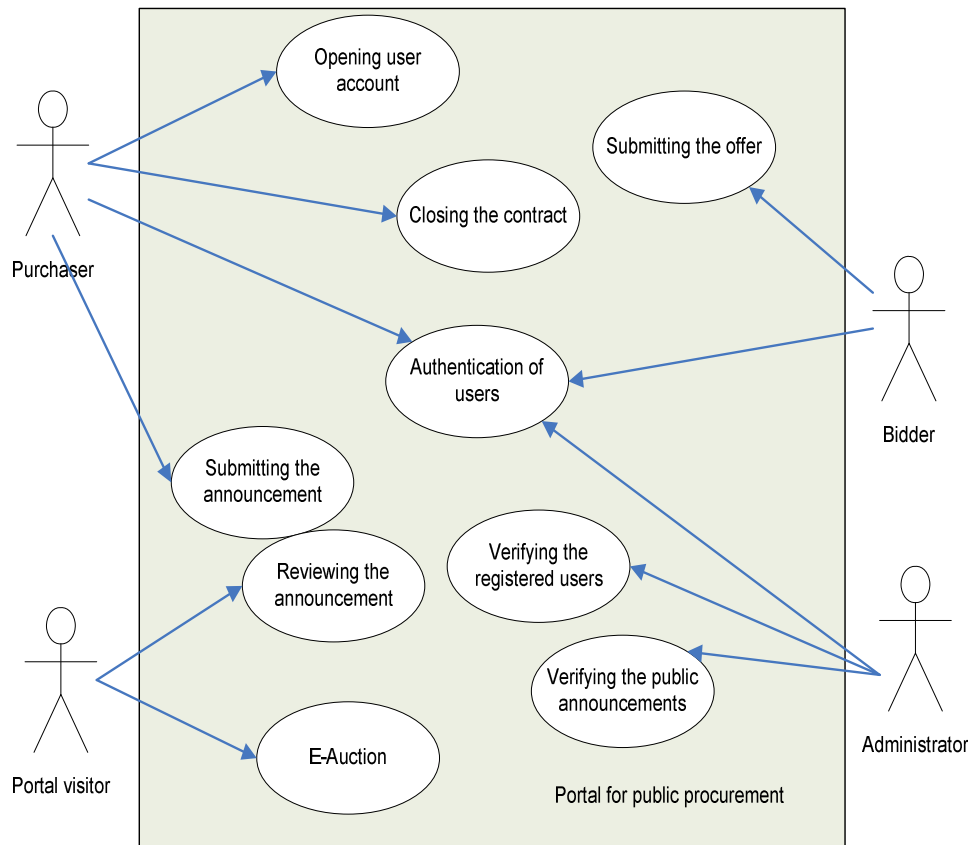 Opening user
account
Submitting the offer
Closing the contract
Purchaser
Authentication of
users
Bidder
Submitting the
announcement
Verifying the
registered users
Reviewing the
announcement
Verifying the public
announcements
Administrator
E-Auction
Portal visitor
Portal for public procurement